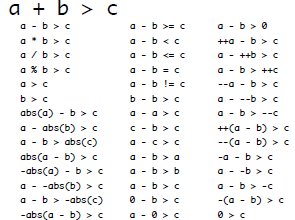 a + b > c
a - b > c
a * b > c
a / b > c
a % b > c
a > c
b > c
abs(a) - b > c
a - abs(b) > c
a - b > abs(c)
abs(a - b) > c
-abs(a) - b > c
a - -abs(b) > c
a - b > -abs(c)
-abs(a - b) > c
a - b >= c
a - b < c
a - b <= c
a - b = c
a - b != c
b - b > c
a - a > c
c - b > c
a - c > c
a - b > a
a - b > b
a - b > c
0 - b > c
a - 0 > c
a - b > 0
++a - b > c
a - ++b > c
a - b > ++c
--a - b > c
a - --b > c
a - b > --c
++(a - b) > c
--(a - b) > c
-a - b > c
a - -b > c
a - b > -c
-(a - b) > c
0 > c